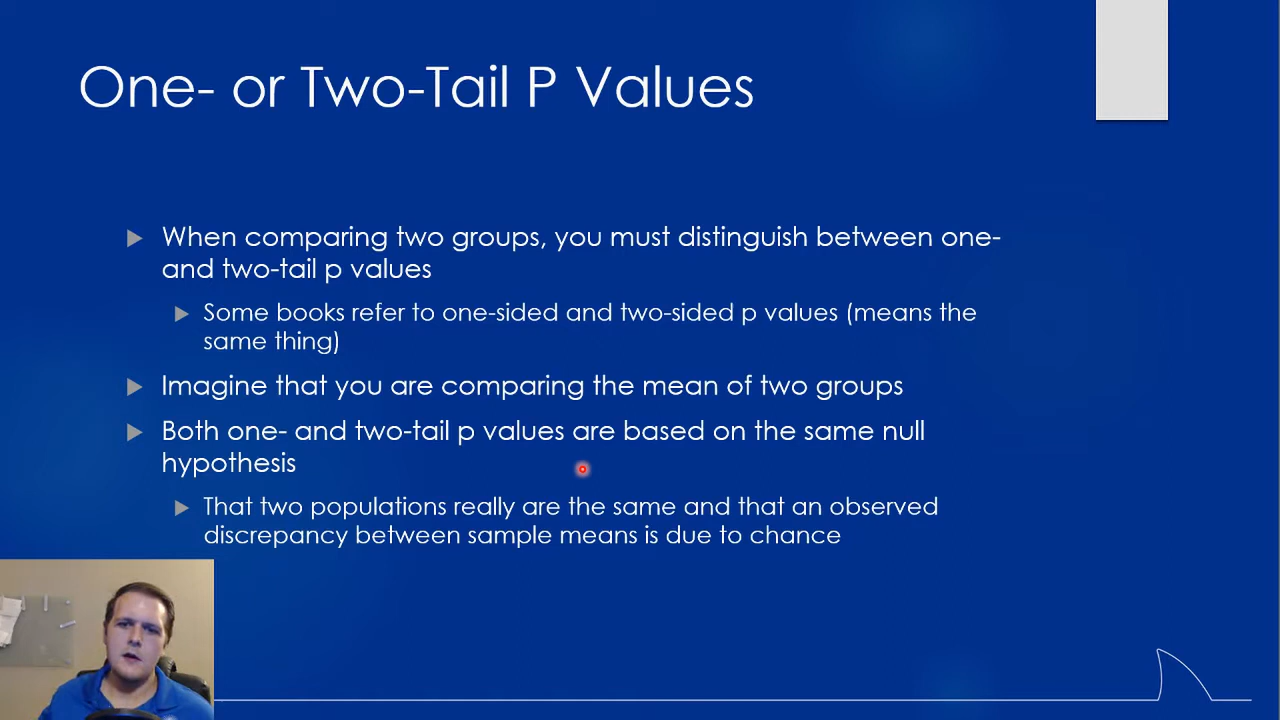 One- or Two-Tail P Values
When comparing two groups, you must distinguish between one-
and two-tail p values
Some books refer to one-sided and two-sided p values (means the
same thing)
Imagine that you are comparing the mean of two groups
Both one- and two-tail p values are based on the same null
hypothesis
That two populations really are the same and that an observed
discrepancy between sample means is due to chance